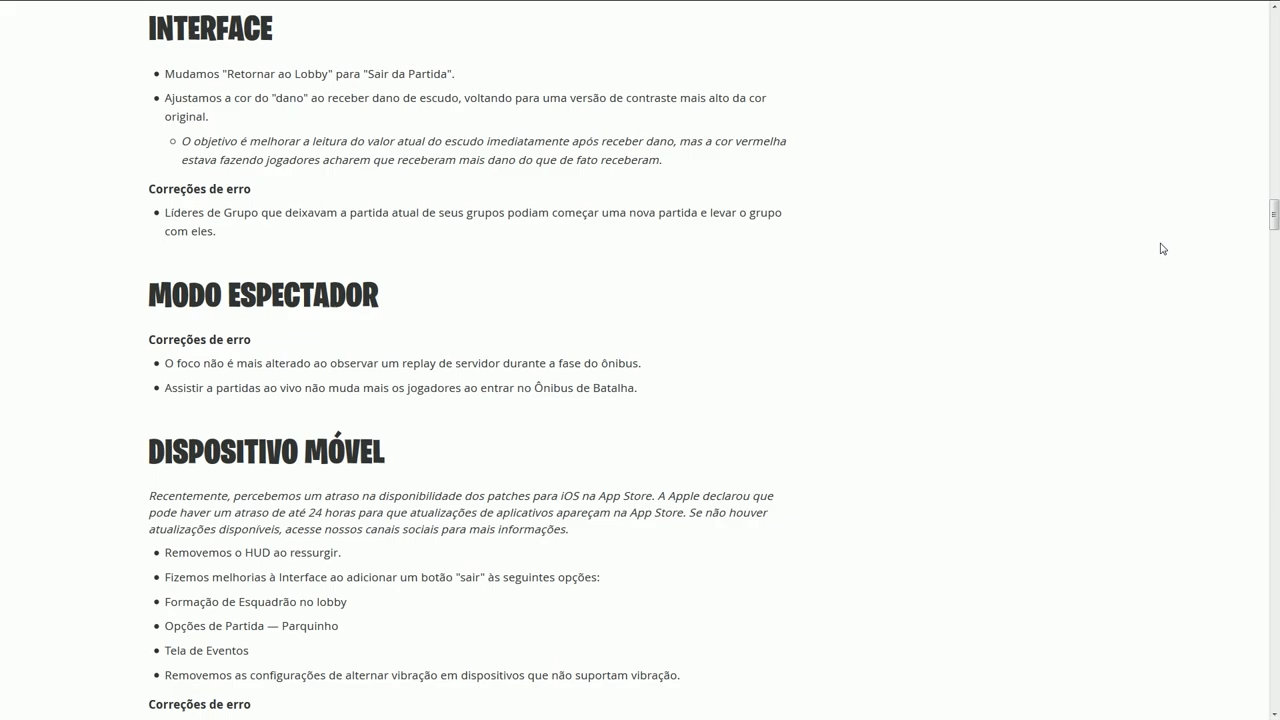 INTERFACE
• Mudamos "Retornar ao Lobby" para "Sair da Partida".
• Ajustamos a cor do "dano" ao receber dano de escudo, voltando para uma versão de contraste mais alto da cor
original.
○ O objetivo é melhorar a leitura do valor atual do escudo imediatamente após receber dano, mas a cor vermelha
estava fazendo jogadores acharem que receberam mais dano do que de fato receberam.
Correções de erro
• Líderes de Grupo que deixavam a partida atual de seus grupos podiam começar uma nova partida e levar o grupo
com eles.
MODO ESPECTADOR
Correções de erro
• O foco não é mais alterado ao observar um replay de servidor durante a fase do ônibus.
• Assistir a partidas ao vivo não muda mais os jogadores ao entrar no Ônibus de Batalha.
DISPOSITIVO MÓVEL
Recentemente, percebemos um atraso na disponibilidade dos patches para iOS na App Store. A Apple declarou que
pode haver um atraso de até 24 horas para que atualizações de aplicativos apareçam na App Store. Se não houver
atualizações disponíveis, acesse nossos canais sociais para mais informações.
• Removemos o HUD ao ressurgir.
• Fizemos melhorias à Interface ao adicionar um botão "sair" às seguintes opções:
• Formação de Esquadrão no lobby
• Opções de Partida — Parquinho
• Tela de Eventos
• Removemos as configurações de alternar vibração em dispositivos que não suportam vibração.
Correções de erro